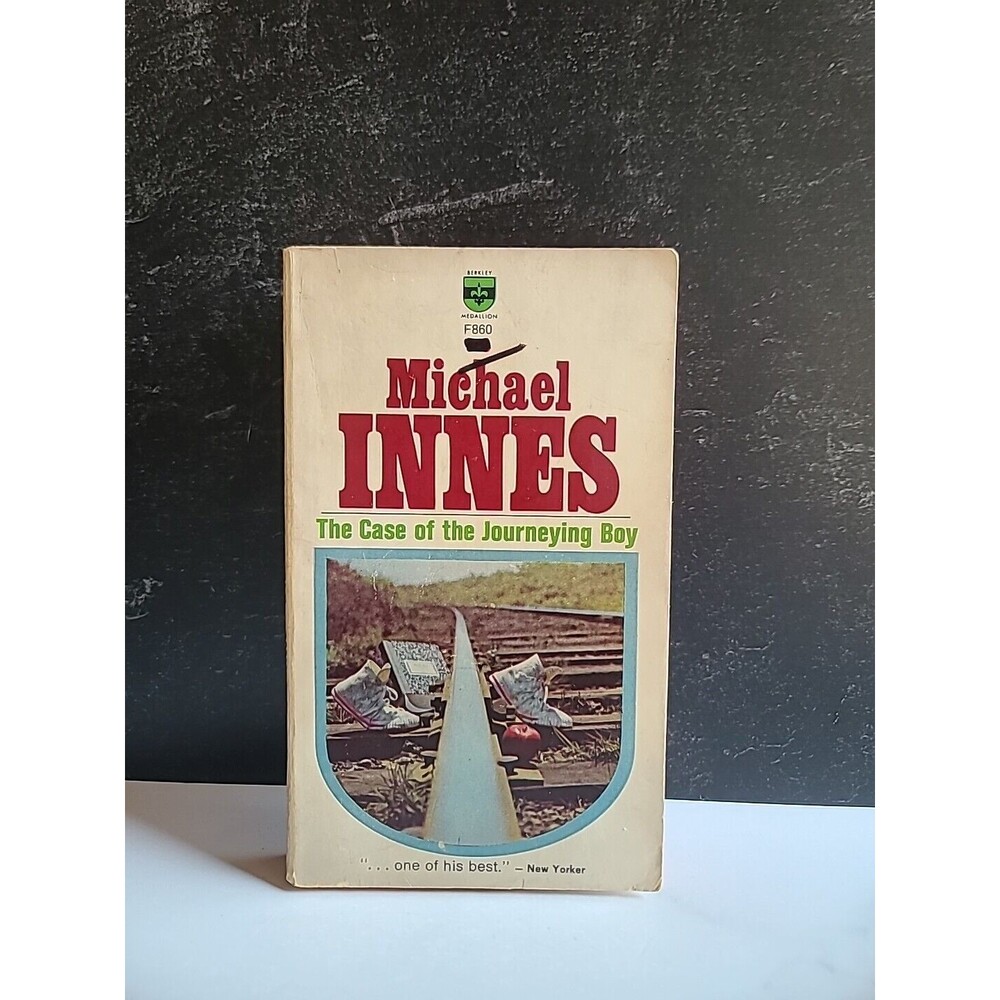 BERKLEY
MEDALLION
F860
Michael
INNES
The Case of the Journeying Boy
". . . one of his best." – New Yorker